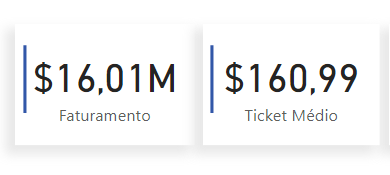 $16,01M
Faturamento
$160,99
Ticket Médio